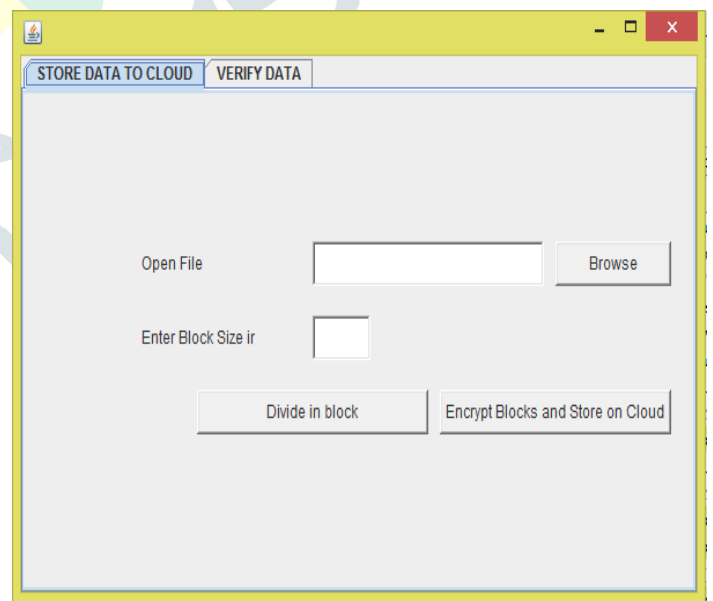 STORE DATA TO CLOUD VERIFY DATA
Open File Browse
Enter Block Size ir
Divide in block Encrypt Blocks and Store on Cloud